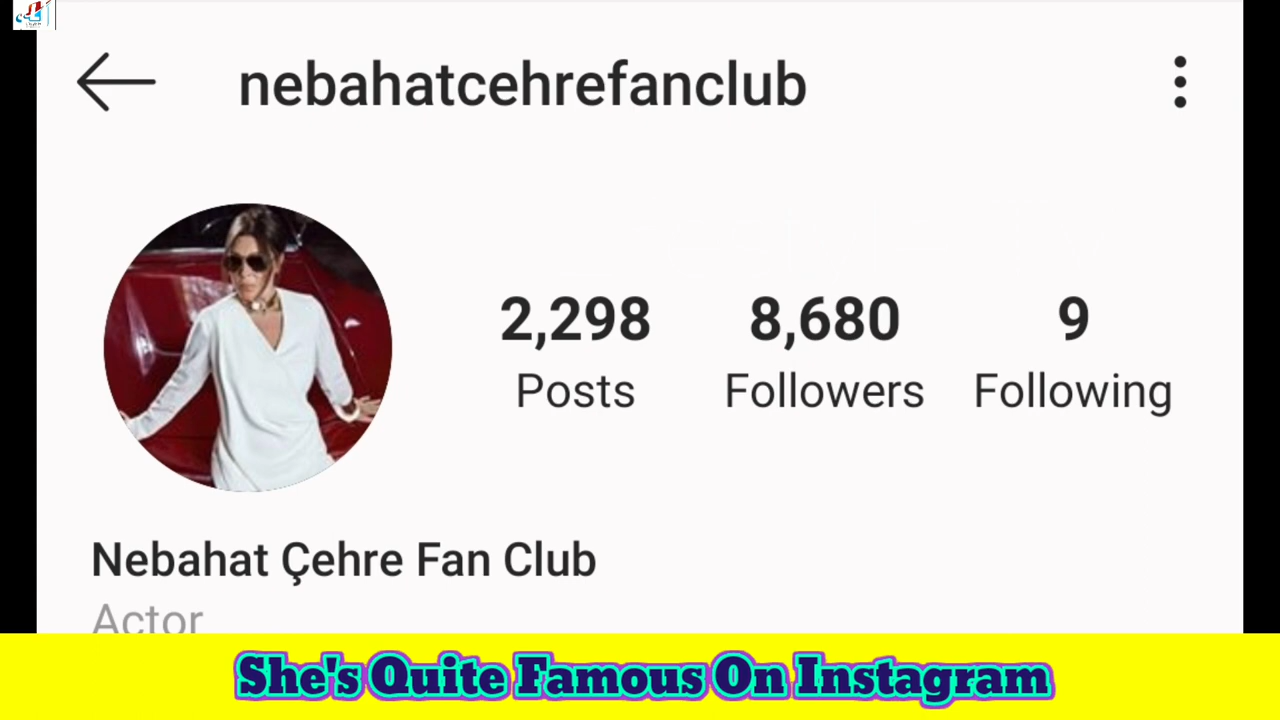 nebahatcehrefanclub
2,298 8,680 9
Posts Followers Following
Nebahat Çehre Fan Club
Actor
She's Quite Famous On Instagram